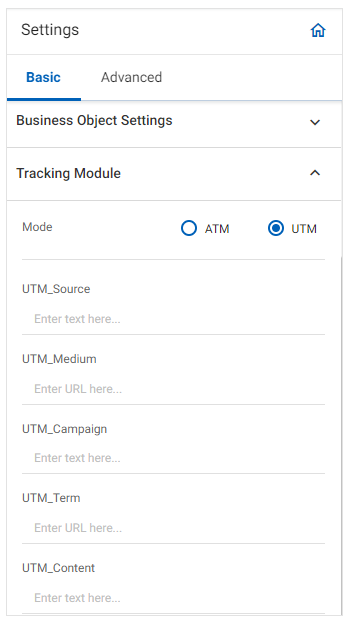 Settings
Basic Advanced
Business Object Settings
Tracking Module
Mode ATM UTM
UTM_Source
Enter text here...
UTM_Medium
Enter URL here...
UTM_Campaign
Enter text here...
UTM_Term
Enter URL here...
UTM_Content
Enter text here...